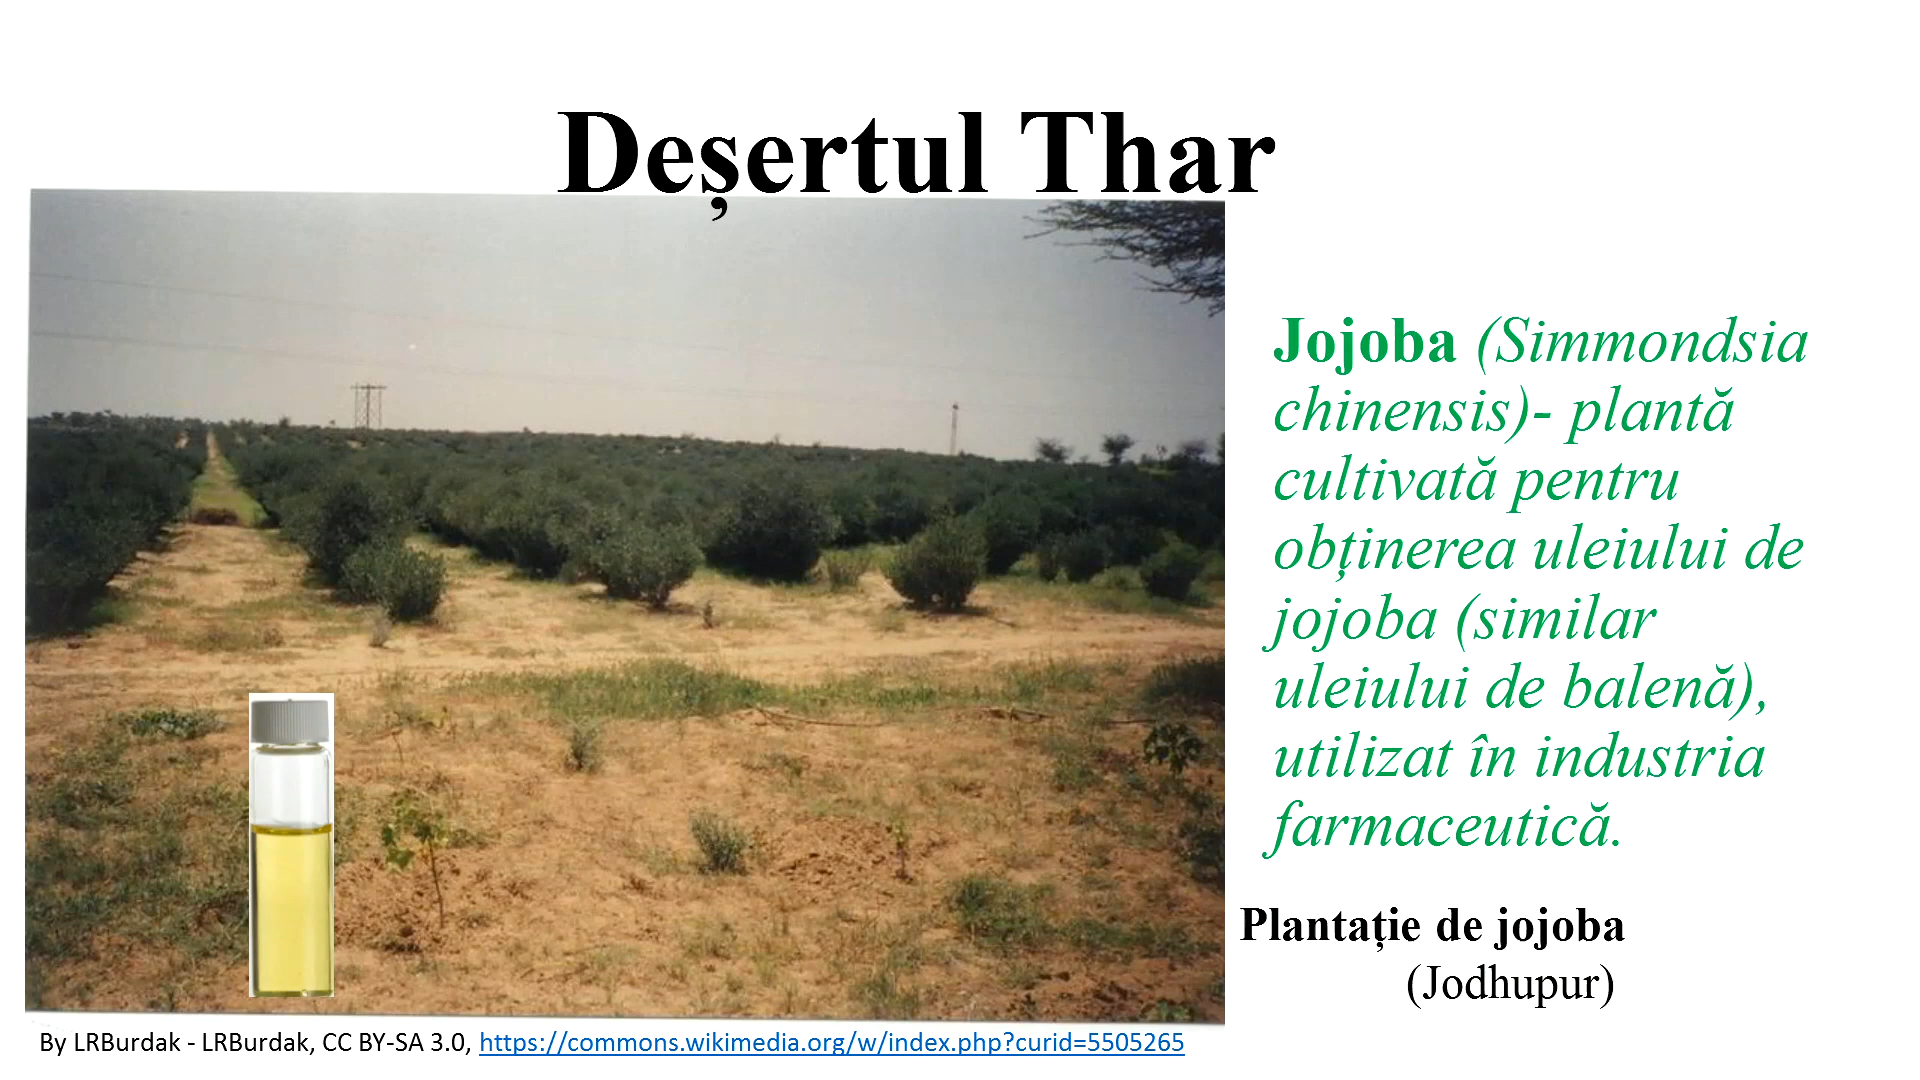 Deșertul Thar
Jojoba (Simmondsia
chinensis)- plantă
cultivată pentru
obținerea uleiului de
jojoba (similar
uleiului de balenă),
utilizat în industria
farmaceutică.
Plantație de jojoba
(Jodhupur)
By LRBurdak - LRBurdak, CC BY-SA 3.0, https://commons.wikimedia.org/w/index.php?curid=5505265